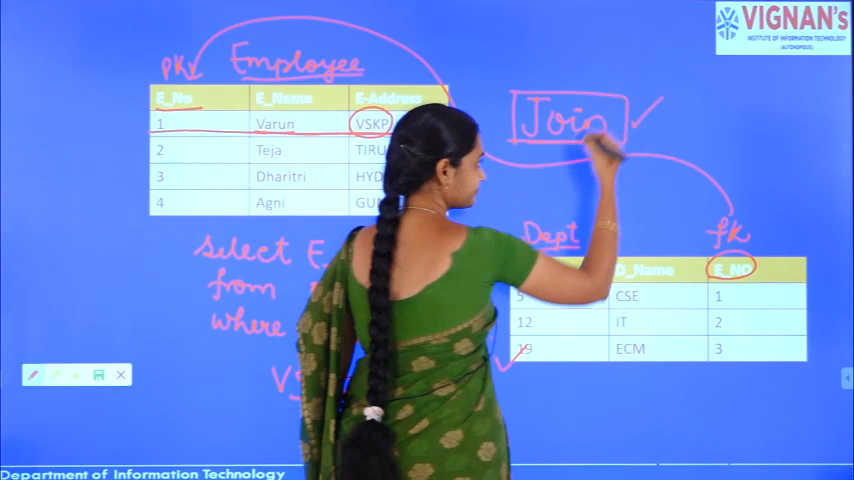 VIGNAN's
INSTITUTE OF INFORMATION TECHNOLOGY
(AUTONOMOUS)
PK
Employee
E_No E_Name E-Address
1 Varun VSKP
2 Teja
3 Dharitri HYD
4 Agni
Join
Dept
fK
D_Name E_NO
5 CSE 1
12 IT 2
19 ECM 3
Select
from
where
Department of Information Technology